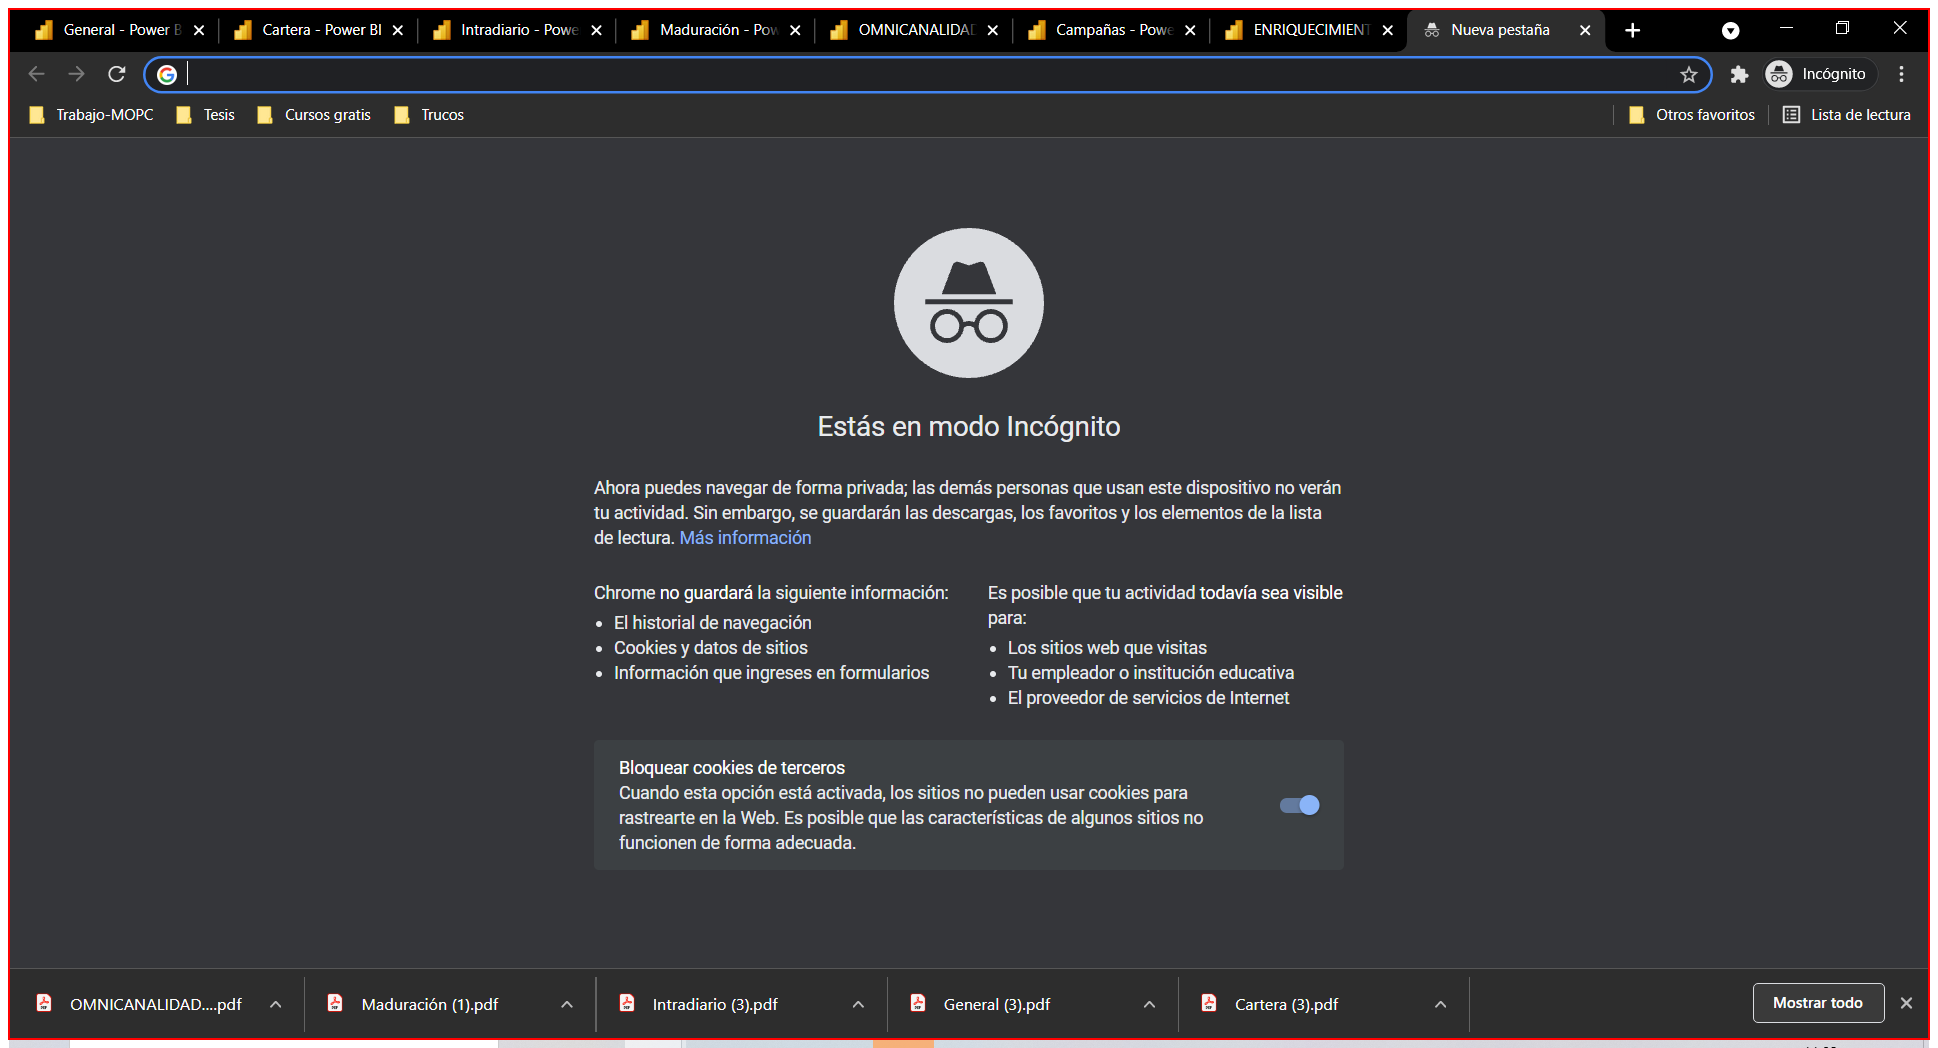 General - Power B
Cartera - Power BI
Intradiario - Powe
Maduración - Pow
OMNICANALIDAD
Campañas - Powe
ENRIQUECIMIENT
Nueva pestaña
Incógnito
Trabajo-MOPC
Tesis
Cursos gratis
Trucos
Otros favoritos
Lista de lectura
Estás en modo Incógnito
Ahora puedes navegar de forma privada; las demás personas que usan este dispositivo no verán
tu actividad. Sin embargo, se guardarán las descargas, los favoritos y los elementos de la lista
de lectura. Más información
Chrome no guardará la siguiente información:
El historial de navegación
Cookies y datos de sitios
Información que ingreses en formularios
Es posible que tu actividad todavía sea visible
para:
Los sitios web que visitas
Tu empleador o institución educativa
El proveedor de servicios de Internet
Bloquear cookies de terceros
Cuando esta opción está activada, los sitios no pueden usar cookies para
rastrearte en la Web. Es posible que las características de algunos sitios no
funcionen de forma adecuada.
OMNICANALIDAD....pdf
Maduración (1).pdf
Intradiario (3).pdf
General (3).pdf
Cartera (3).pdf
Mostrar todo